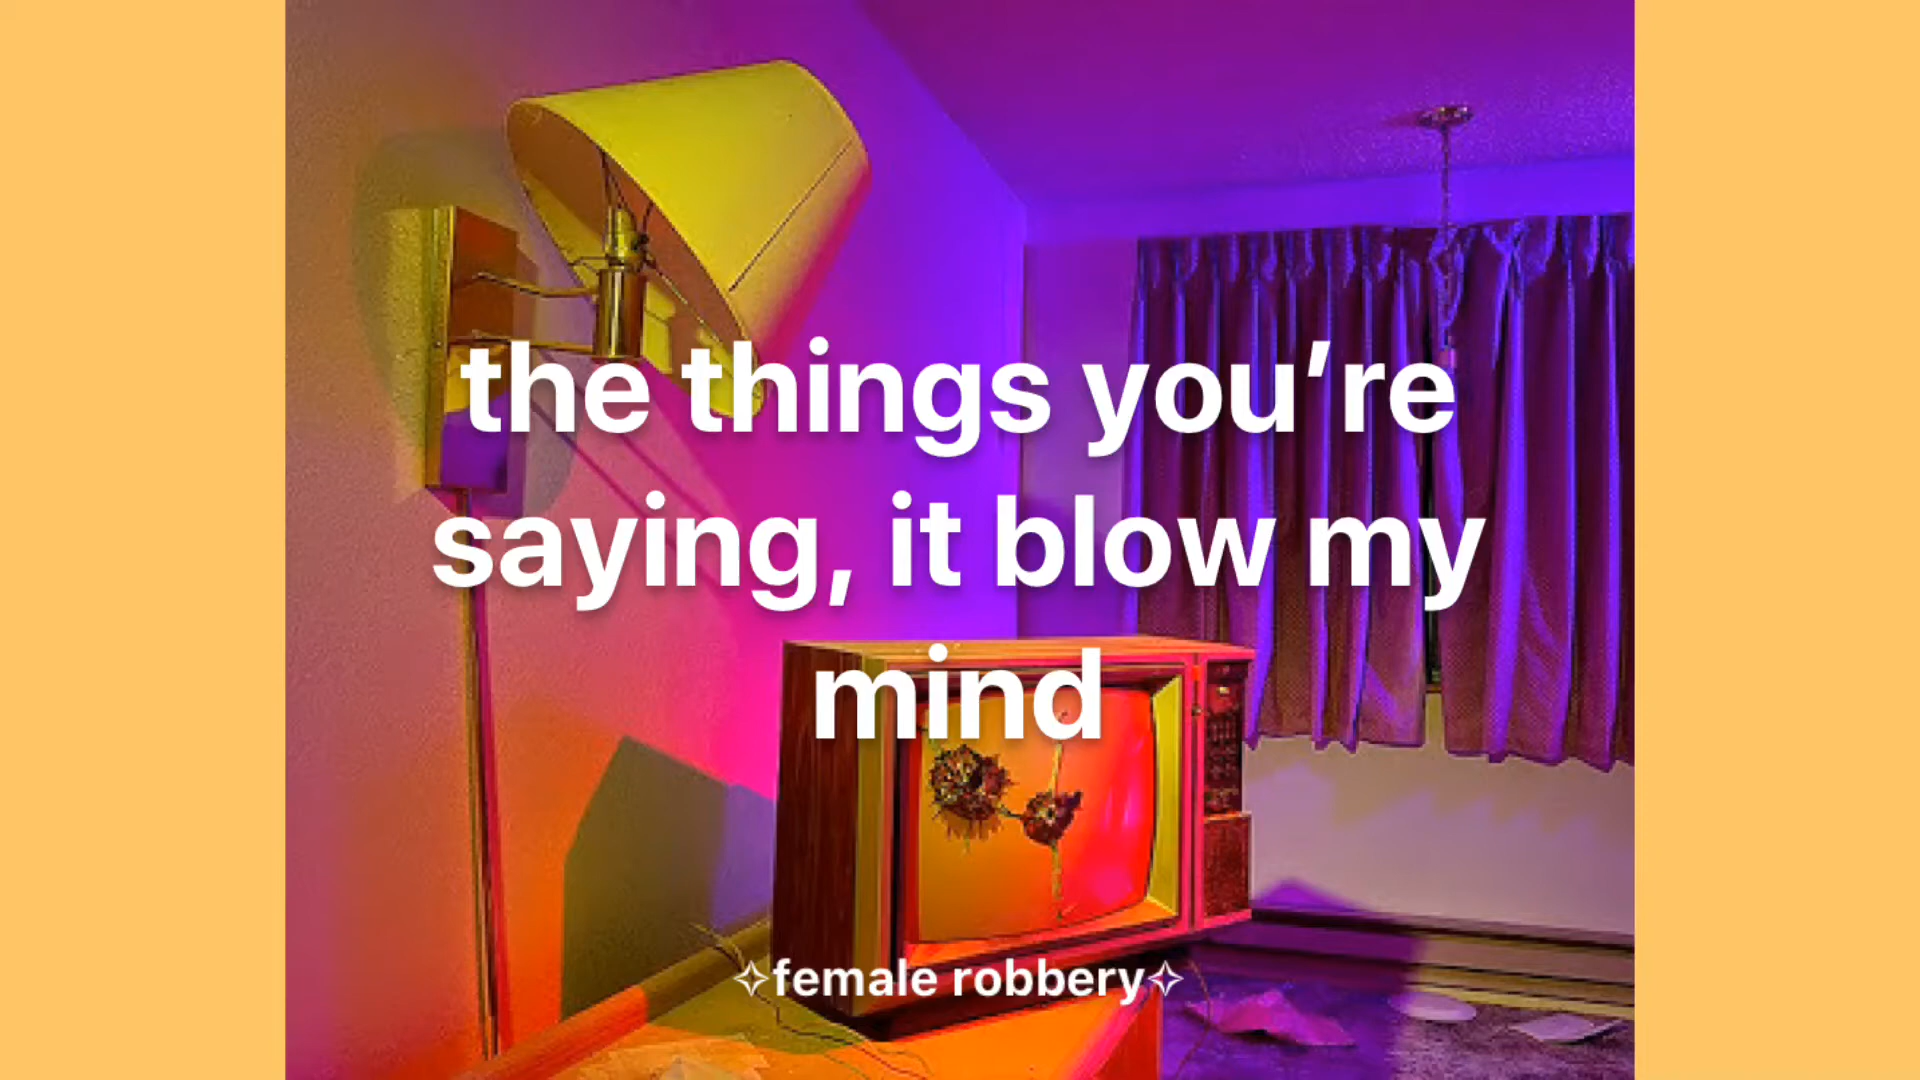 the things you’re
saying, it blow my
mind
✧female robbery✧